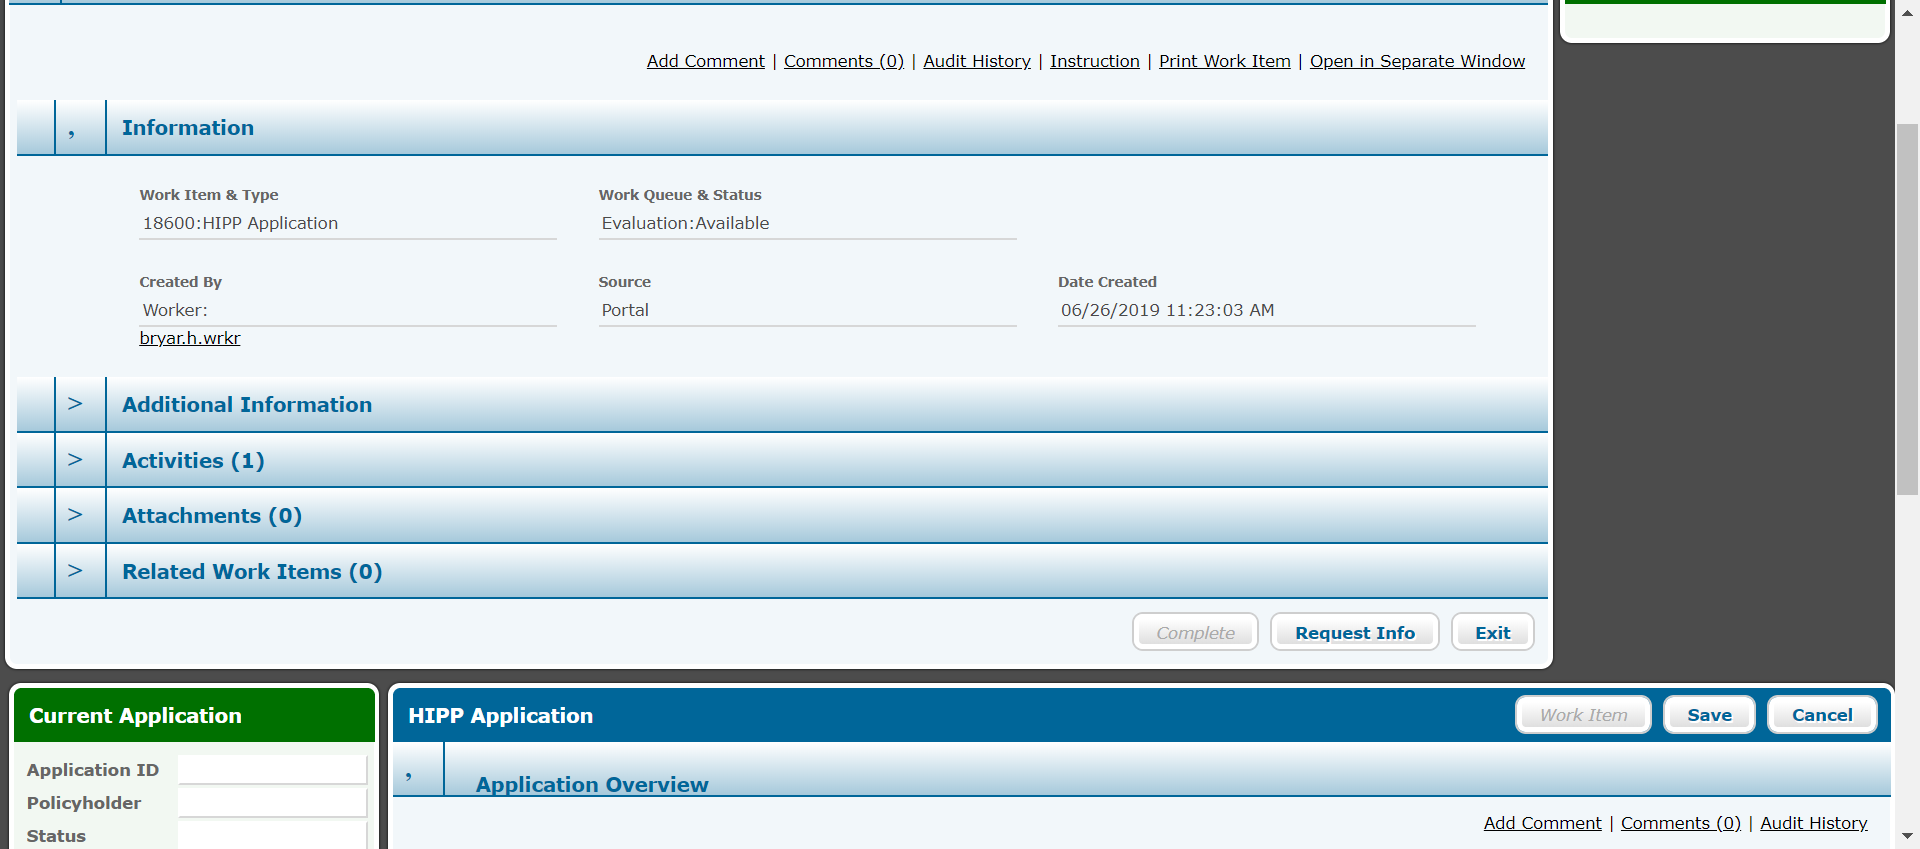 Add Comment | Comments (0) | Audit History | Instruction | Print Work Item | Open in Separate Window
, Information
Work Item & Type
18600:HIPP Application
Work Queue & Status
Evaluation:Available
Created By
Worker:
bryar.h.wrkr
Source
Portal
Date Created
06/26/2019 11:23:03 AM
> Additional Information
> Activities (1)
> Attachments (0)
> Related Work Items (0)
Complete Request Info Exit
Current Application
Application ID
Policyholder
Status
HIPP Application
Work Item Save Cancel
, Application Overview
Add Comment | Comments (0) | Audit History